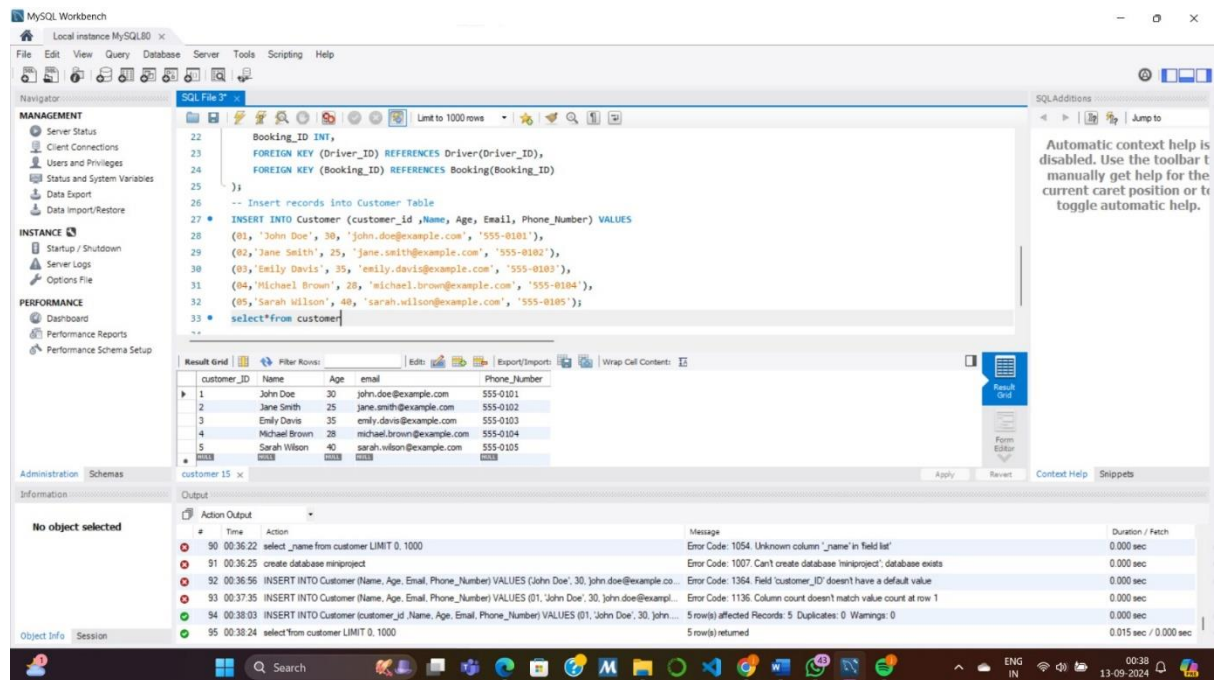 MySQL Workbench
Local instance MySQL80 ×
File Edit View Query Database Server Tools Scripting Help
Navigator
MANAGEMENT
Server Status
Client Connections
Users and Privileges
Status and System Variables
Data Export
Data Import/Restore
INSTANCE
Startup / Shutdown
Server Logs
Options File
PERFORMANCE
Dashboard
Performance Reports
Performance Schema Setup
Administration Schemas
Information
No object selected
Object Info Session
SQL File 3* ×
Limit to 1000 rows
22 Booking_ID INT,
23 FOREIGN KEY (Driver_ID) REFERENCES Driver(Driver_ID),
24 FOREIGN KEY (Booking_ID) REFERENCES Booking(Booking_ID)
25 );
26 -- Insert records into Customer Table
27 INSERT INTO Customer (customer_id ,Name, Age, Email, Phone_Number) VALUES
28 (01, 'John Doe', 30, 'john.doe@example.com', '555-0101'),
29 (02,'Jane Smith', 25, 'jane.smith@example.com', '555-0102'),
30 (03,'Emily Davis', 35, 'emily.davis@example.com', '555-0103'),
31 (04,'Michael Brown', 28, 'michael.brown@example.com', '555-0104'),
32 (05,'Sarah Wilson', 40, 'sarah.wilson@example.com', '555-0105');
33 select*from customer
Result Grid Filter Rows: Edit: Export/Import: Wrap Cell Content:
customer_ID Name Age email Phone_Number
1 John Doe 30 john.doe@example.com 555-0101
2 Jane Smith 25 jane.smith@example.com 555-0102
3 Emily Davis 35 emily.davis@example.com 555-0103
4 Michael Brown 28 michael.brown@example.com 555-0104
5 Sarah Wilson 40 sarah.wilson@example.com 555-0105
NULL NULL NULL NULL NULL
Result Grid
Form Editor
customer 15 × Apply Revert
SQLAdditions
Jump to
Automatic context help is
disabled. Use the toolbar t
manually get help for the
current caret position or to
toggle automatic help.
Context Help Snippets
Output
Action Output
# Time Action Message Duration / Fetch
90 00:36:22 select _name from customer LIMIT 0, 1000 Error Code: 1054. Unknown column '_name' in 'field list' 0.000 sec
91 00:36:25 create database miniproject Error Code: 1007. Can't create database 'miniproject'; database exists 0.000 sec
92 00:36:56 INSERT INTO Customer (Name, Age, Email, Phone_Number) VALUES ('John Doe', 30, 'john.doe@example.co... Error Code: 1364. Field 'customer_ID' doesn't have a default value 0.000 sec
93 00:37:35 INSERT INTO Customer (Name, Age, Email, Phone_Number) VALUES (01, 'John Doe', 30, 'john.doe@exampl... Error Code: 1136. Column count doesn't match value count at row 1 0.000 sec
94 00:38:03 INSERT INTO Customer (customer_id ,Name, Age, Email, Phone_Number) VALUES (01, 'John Doe', 30, 'john.... 5 row(s) affected Records: 5 Duplicates: 0 Warnings: 0 0.000 sec
95 00:38:24 select*from customer LIMIT 0, 1000 5 row(s) returned 0.015 sec / 0.000 sec
Search
43
ENG
IN
00:38
13-09-2024